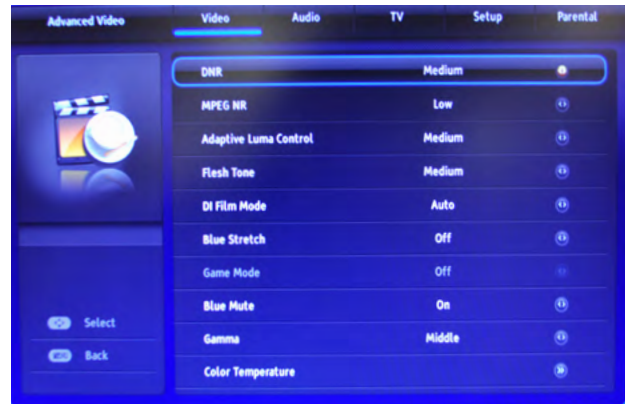 Advanced Video Video Audio TV Setup Parental
DNR Medium
MPEG NR Low
Adaptive Luma Control Medium
Flesh Tone Medium
DI Film Mode Auto
Blue Stretch Off
Game Mode Off
Blue Mute On
Gamma Middle
Color Temperature
Select
Back